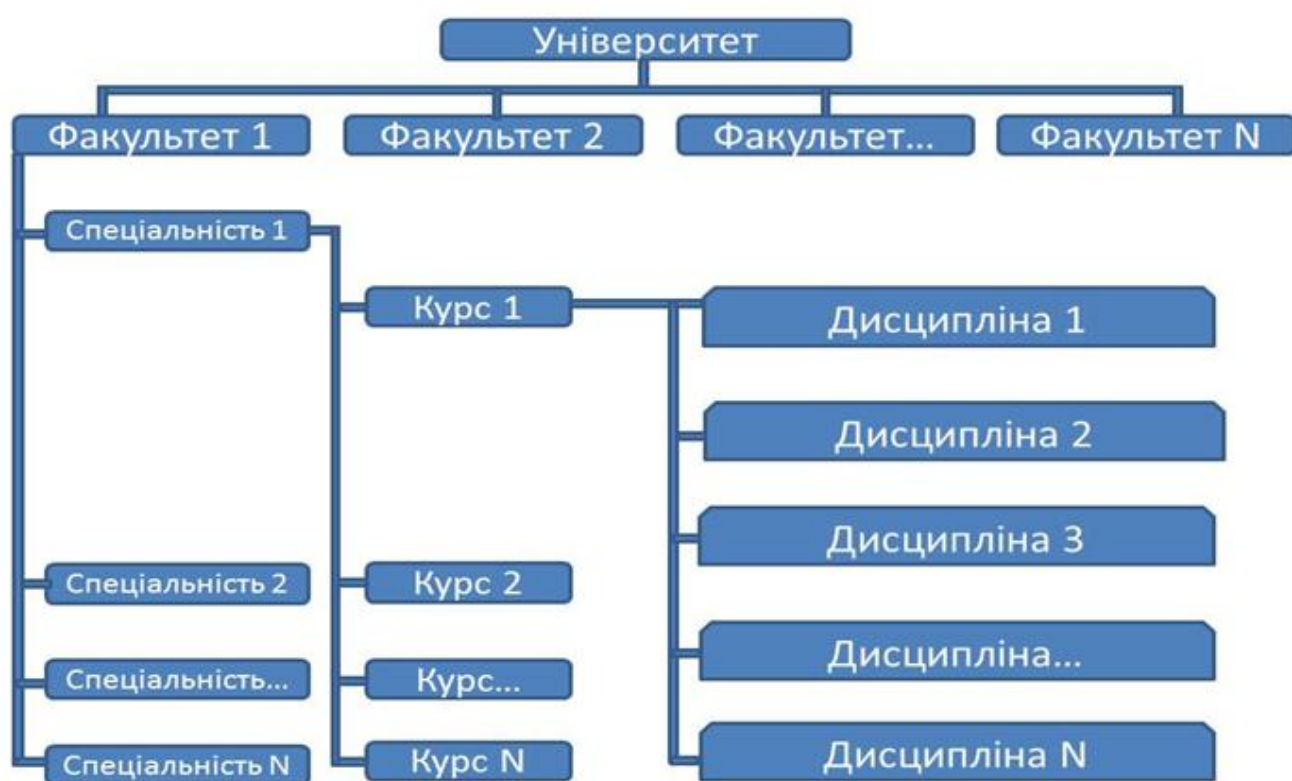 Університет
Факультет 1
Факультет 2
Факультет...
Факультет N
Спеціальність 1
Курс 1
Дисципліна 1
Дисципліна 2
Дисципліна 3
Спеціальність 2
Курс 2
Спеціальність...
Курс...
Дисципліна...
Спеціальність N
Курс N
Дисципліна N